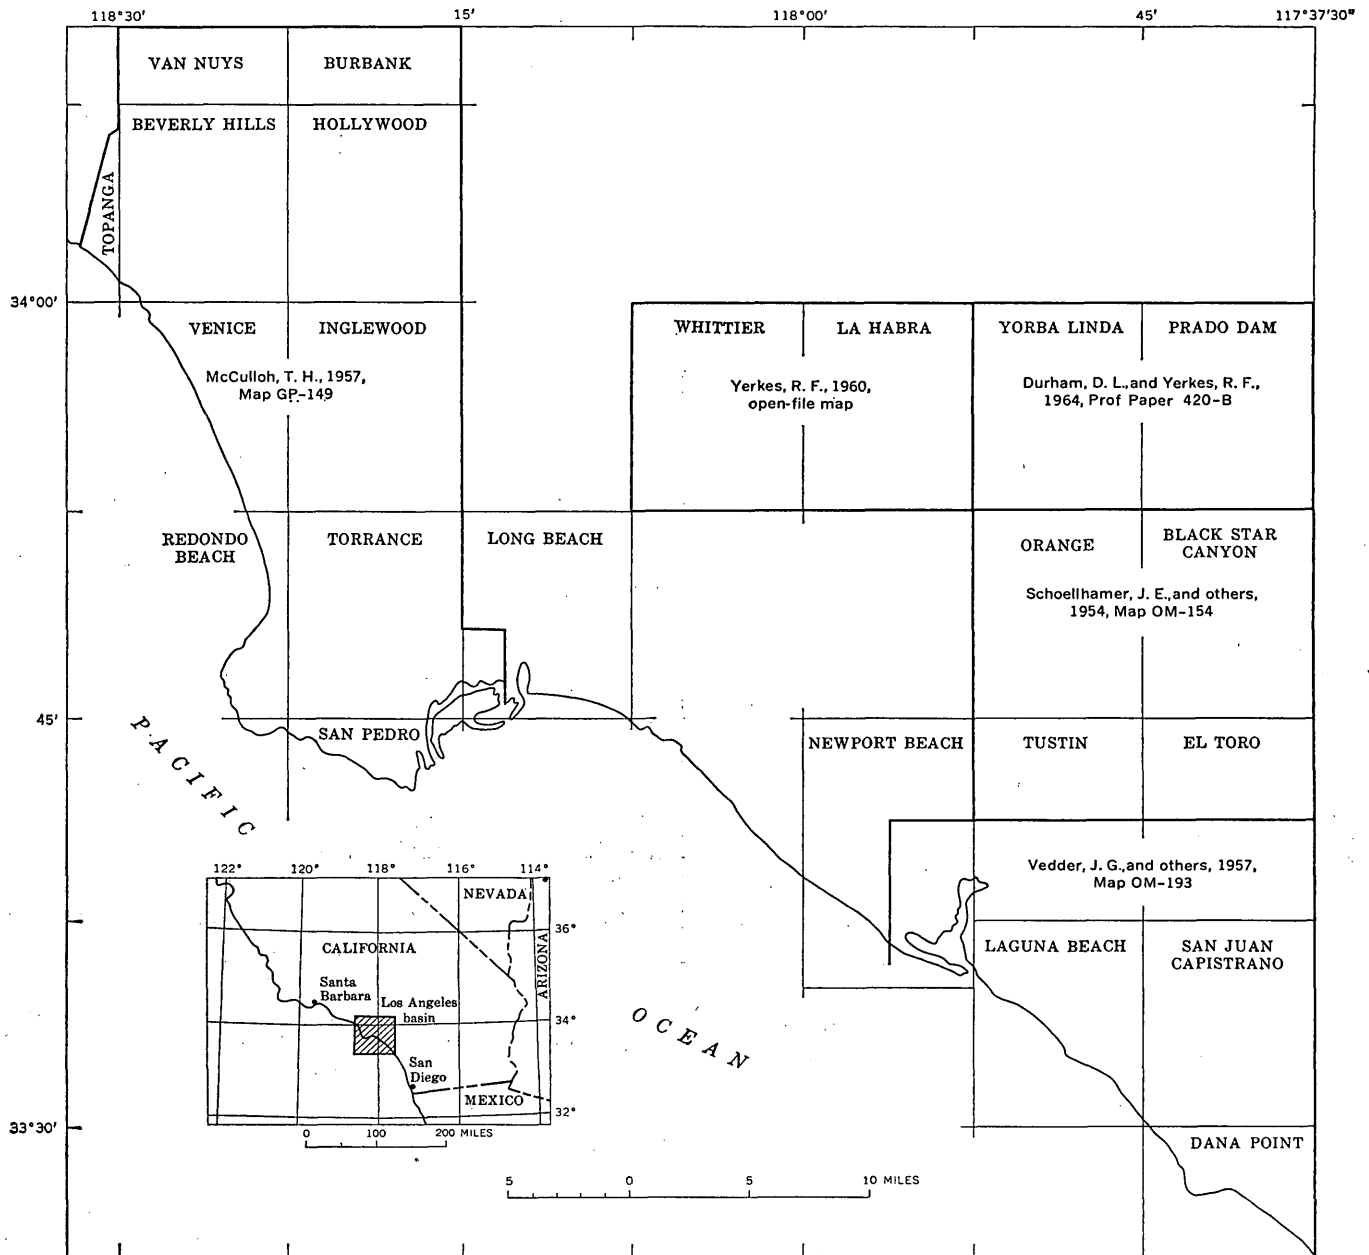 118°30'
15'
118°00'
45'
117°37'30"
VAN NUYS
BURBANK
BEVERLY HILLS
HOLLYWOOD
TOPANGA
34°00'
VENICE
INGLEWOOD
WHITTIER
LA HABRA
YORBA LINDA
PRADO DAM
McCulloh, T. H., 1957,
Map GP-149
Yerkes, R. F., 1960,
open-file map
Durham, D. L., and Yerkes, R. F.,
1964, Prof Paper 420-B
REDONDO
BEACH
TORRANCE
LONG BEACH
ORANGE
BLACK STAR
CANYON
Schoellhamer, J. E., and others,
1954, Map OM-154
45'
SAN PEDRO
NEWPORT BEACH
TUSTIN
EL TORO
PACIFIC
Vedder, J. G., and others, 1957,
Map OM-193
LAGUNA BEACH
SAN JUAN
CAPISTRANO
OCEAN
122°
120°
118°
116°
114°
NEVADA
36°
CALIFORNIA
ARIZONA
Santa
Barbara
Los Angeles
basin
34°
San
Diego
MEXICO
32°
0 100 200 MILES
33°30'
DANA POINT
5 0 5 10 MILES